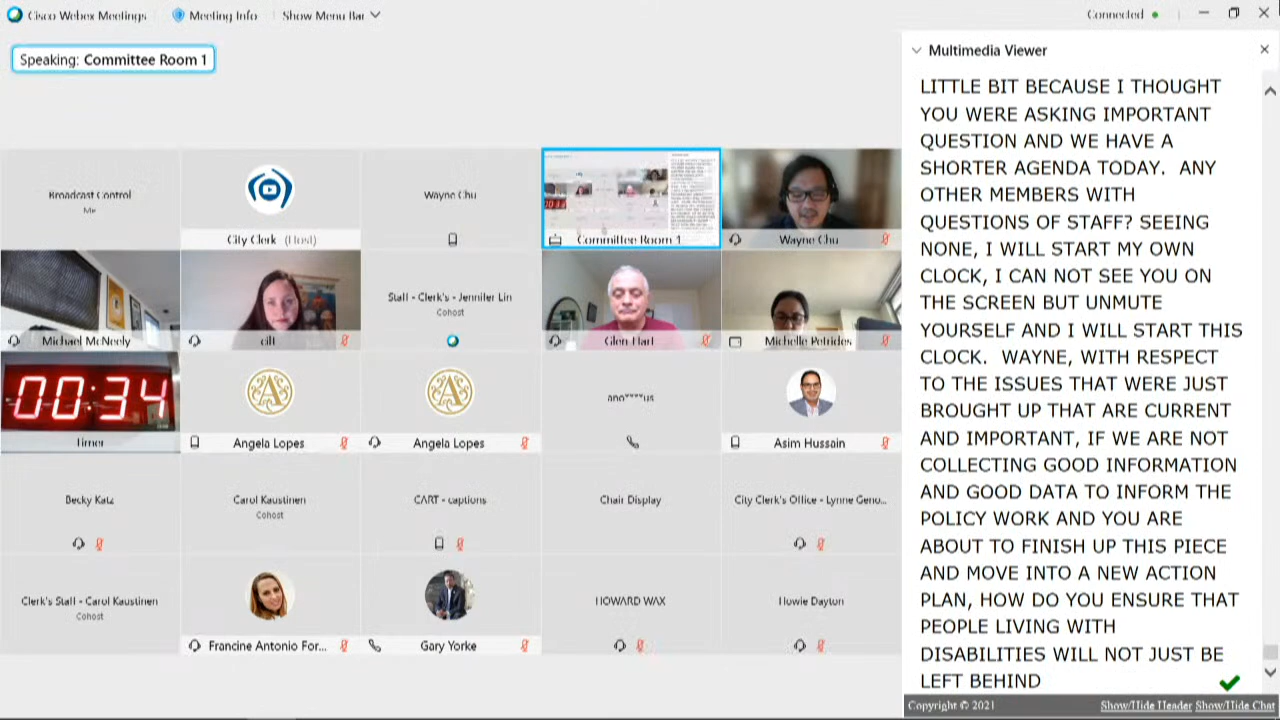 Cisco Webex Meetings
Meeting Info
Show Menu Bar
Connected
Speaking: Committee Room 1
Multimedia Viewer
LITTLE BIT BECAUSE I THOUGHT
YOU WERE ASKING IMPORTANT
QUESTION AND WE HAVE A
SHORTER AGENDA TODAY. ANY
OTHER MEMBERS WITH
QUESTIONS OF STAFF? SEEING
NONE, I WILL START MY OWN
CLOCK, I CAN NOT SEE YOU ON
THE SCREEN BUT UNMUTE
YOURSELF AND I WILL START THIS
CLOCK. WAYNE, WITH RESPECT
TO THE ISSUES THAT WERE JUST
BROUGHT UP THAT ARE CURRENT
AND IMPORTANT, IF WE ARE NOT
COLLECTING GOOD INFORMATION
AND GOOD DATA TO INFORM THE
POLICY WORK AND YOU ARE
ABOUT TO FINISH UP THIS PIECE
AND MOVE INTO A NEW ACTION
PLAN, HOW DO YOU ENSURE THAT
PEOPLE LIVING WITH
DISABILITIES WILL NOT JUST BE
LEFT BEHIND
Copyright © 2021
Show/Hide Header Show/Hide Chat
Broadcast Control
Me
City Clerk (Host)
Wayne Chu
Committee Room 1
Wayne Chu
Michael McNeely
Staff - Clerk's - Jennifer Lin
Cohost
Glen Hart
Michelle Petrides
00:34
Timer
Angela Lopes
Angela Lopes
ano****us
Asim Hussain
Becky Katz
Carol Kaustinen
Cohost
CART - captions
Chair Display
City Clerk's Office - Lynne Genu...
Clerk's Staff - Carol Kaustinen
Cohost
Francine Antonio For...
Gary Yorke
HOWARD WAX
Howie Dayton